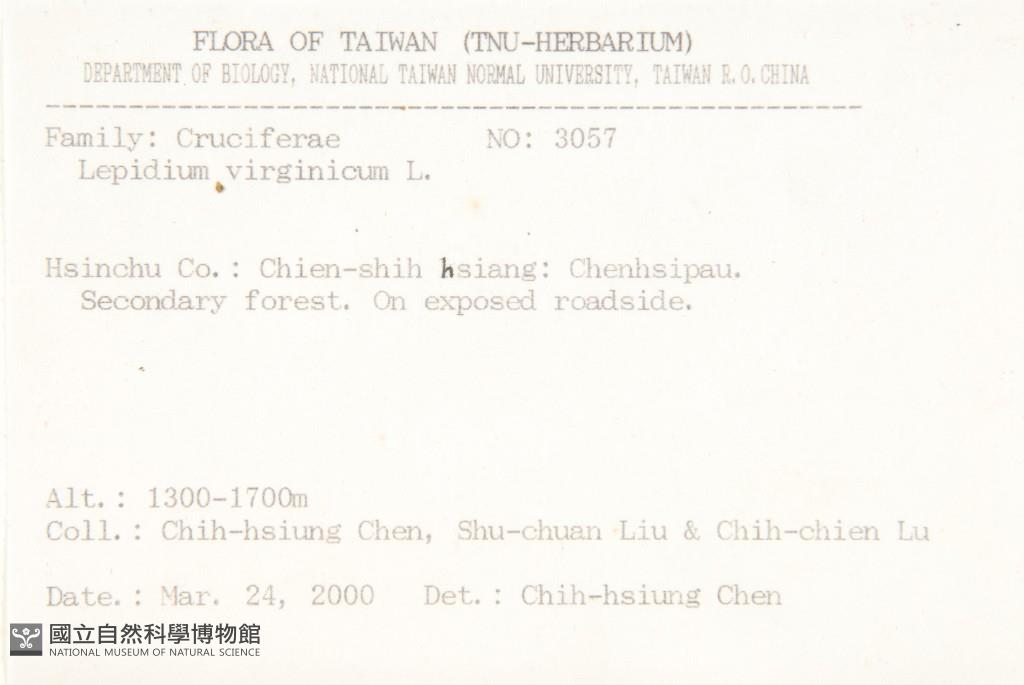 FLORA OF TAIWAN (TNU-HERBARIUM)
DEPARTMENT OF BIOLOGY, NATIONAL TAIWAN NORMAL UNIVERSITY, TAIWAN R.O.CHINA
Family: Cruciferae NO: 3057
Lepidium virginicum L.
Hsinchu Co.: Chien-shih hsiang: Chenhsipau.
Secondary forest. On exposed roadside.
Alt.: 1300-1700m
Coll.: Chih-hsiung Chen, Shu-chuan Liu & Chih-chien Lu
Date.: Mar. 24, 2000 Det.: Chih-hsiung Chen
國立自然科學博物館
NATIONAL MUSEUM OF NATURAL SCIENCE